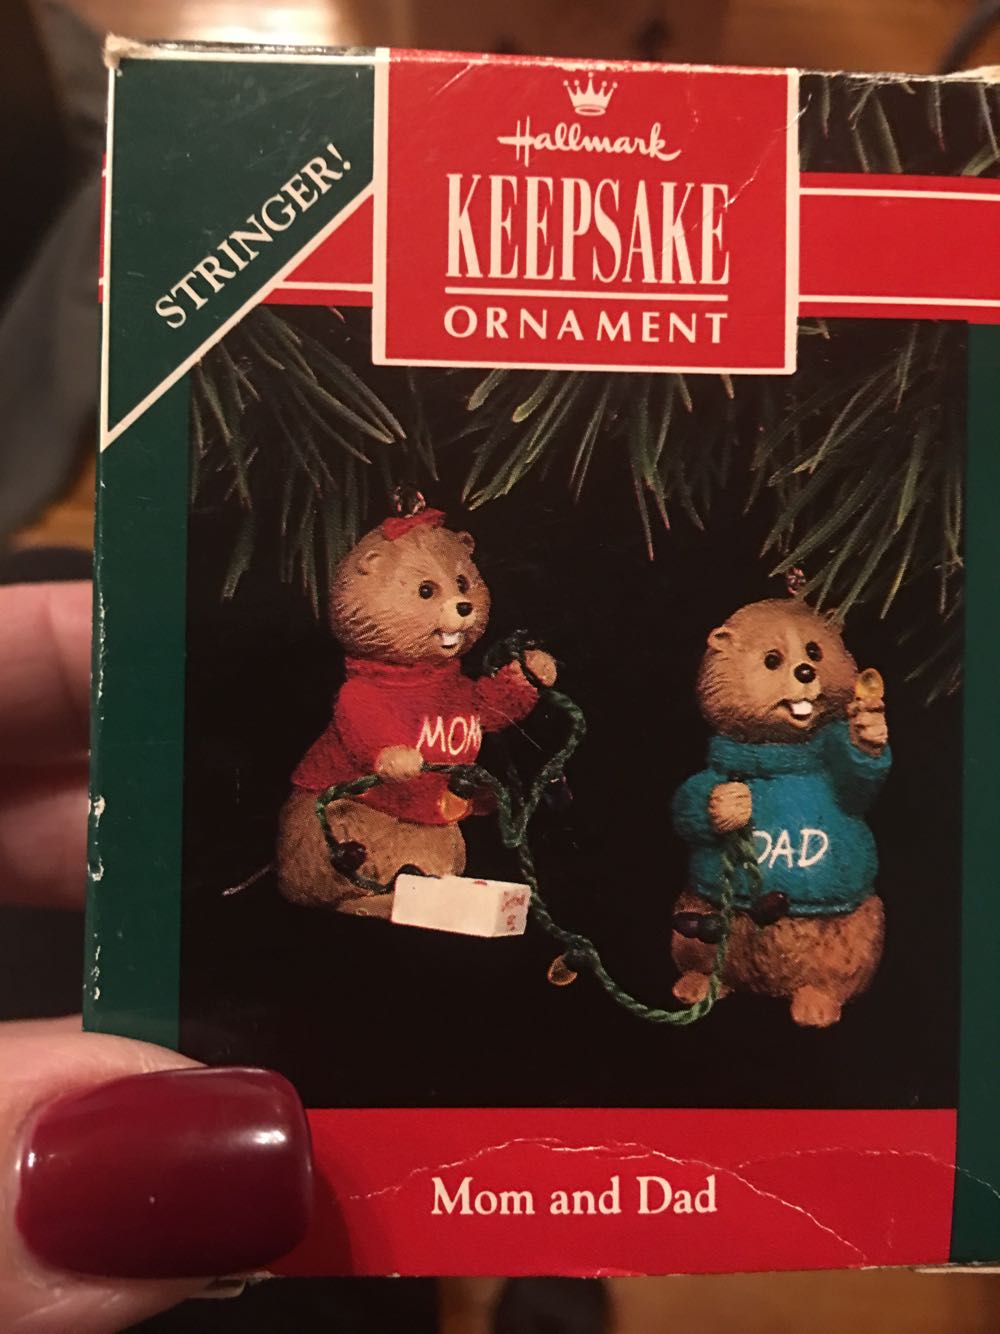 STRINGER!
Hallmark
KEEPSAKE
ORNAMENT
MOM
DAD
Mom and Dad